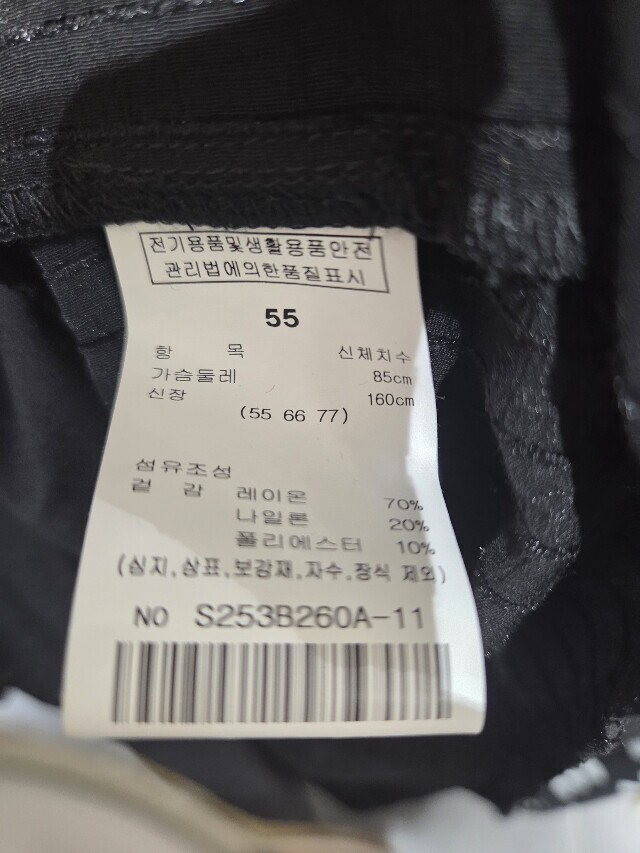 전기용품및생활용품안전
관리법에의한품질표시
55
항 목 신체치수
가슴둘레 85cm
신장 160cm
(55 66 77)
섬유조성
겉 감 레이온 70%
나일론 20%
폴리에스터 10%
(심지,상표,보강재,자수,장식 제외)
NO S253B260A-11